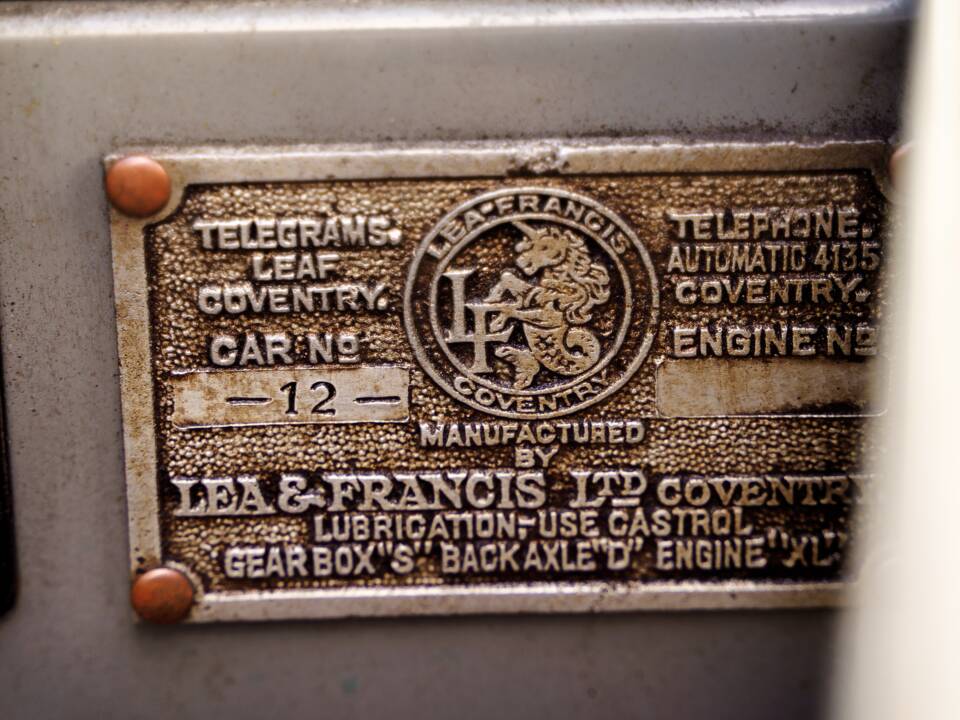 TELEGRAMS.
LEAF
COVENTRY.
CAR Nº
— 12 —
LEA-FRANCIS
LF
COVENTRY
TELEPHONE.
AUTOMATIC 4135
COVENTRY.
ENGINE Nº
MANUFACTURED
BY
LEA & FRANCIS LTD COVENTRY
LUBRICATION,-USE CASTROL
GEAR BOX "S" BACK AXLE "D" ENGINE "XL"